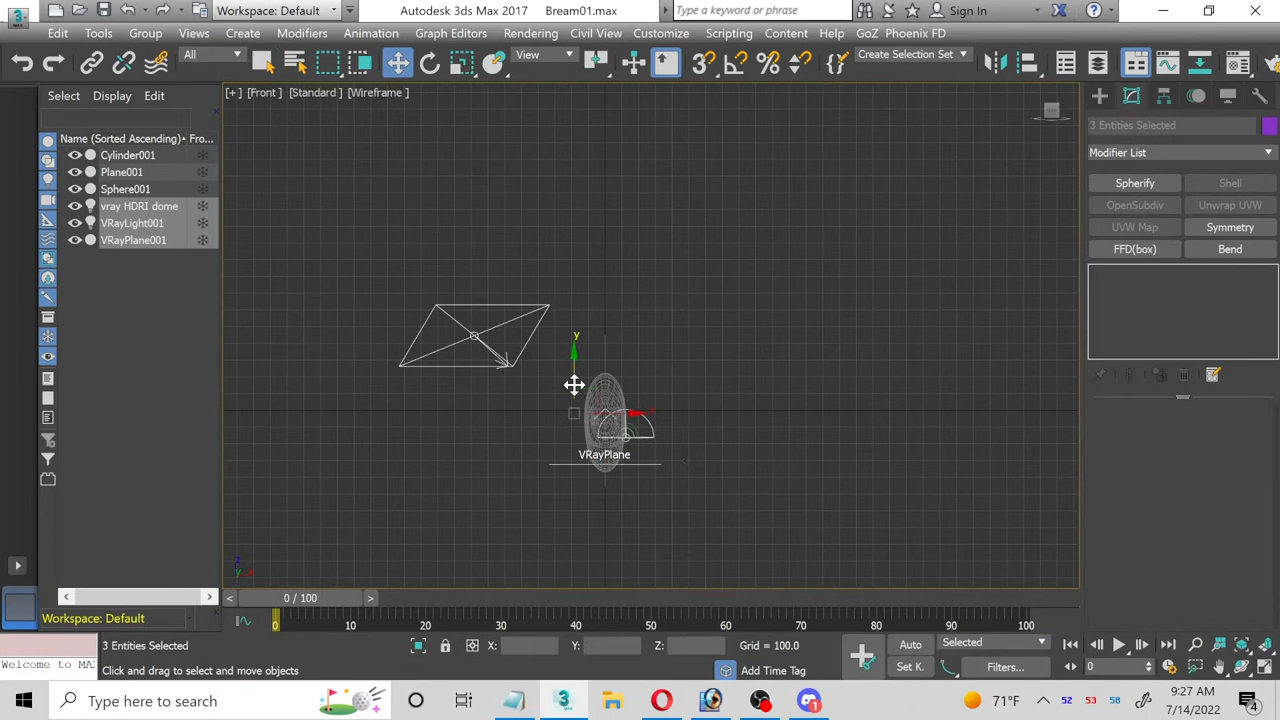 Workspace: Default
Autodesk 3ds Max 2017
Bream01.max
Type a keyword or phrase
Sign In
Edit
Tools
Group
Views
Create
Modifiers
Animation
Graph Editors
Rendering
Civil View
Customize
Scripting
Content
Help
GoZ
Phoenix FD
All
View
Create Selection Set
Select
Display
Edit
[+] [Front] [Standard] [Wireframe]
3 Entities Selected
Name (Sorted Ascending)
Fro...
Modifier List
Cylinder001
Plane001
Sphere001
vray HDRI dome
VRayLight001
VRayPlane001
Spherify
Shell
OpenSubdiv
Unwrap UVW
UVW Map
Symmetry
FFD(box)
Bend
y
VRayPlane
z
y
Workspace: Default
0 / 100
0
10
20
30
40
50
60
70
80
90
100
3 Entities Selected
X:
Y:
Z:
Grid = 100.0
Auto
Selected
Welcome to MA
Click and drag to select and move objects
Add Time Tag
Set K.
Filters...
0
Type here to search
71°F
52
53
58
9:27 AM
7/14/2022
4